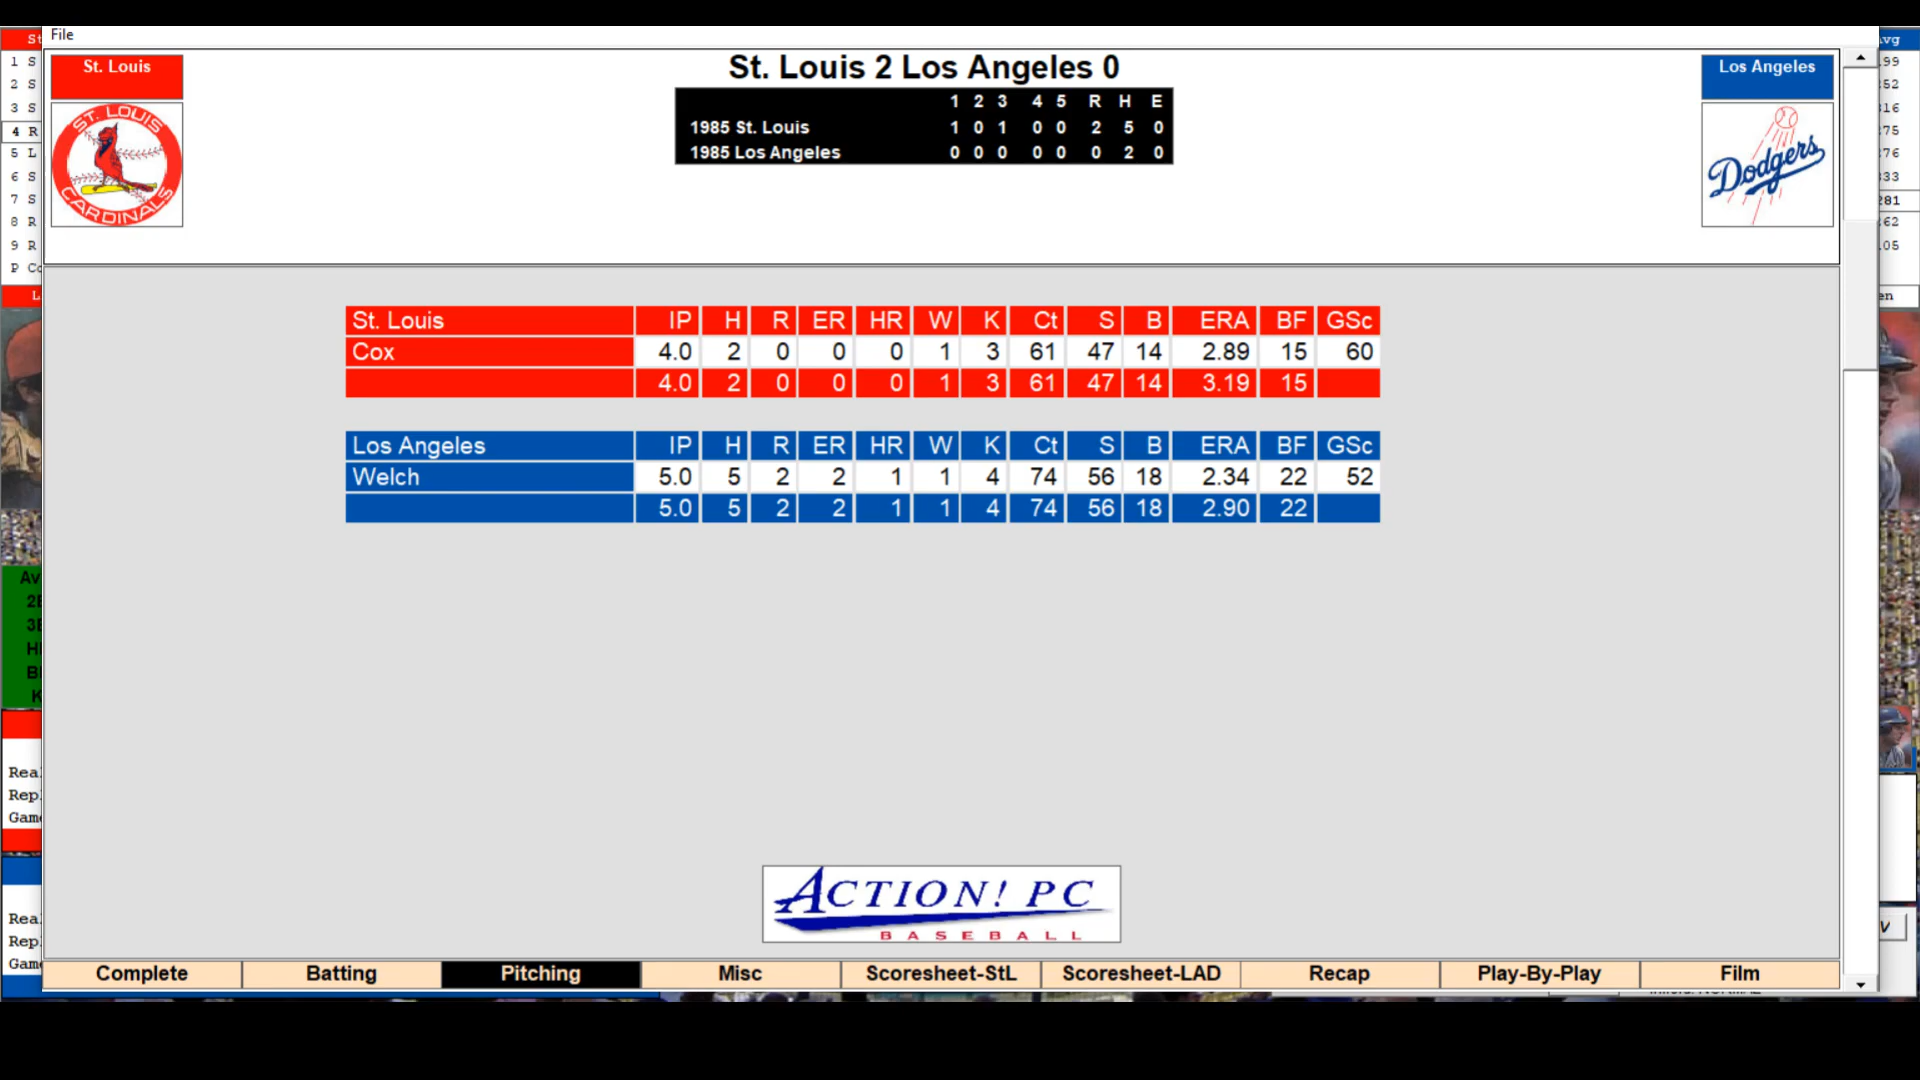 File
St. Louis
St. Louis 2 Los Angeles 0
Los Angeles
1 2 3 4 5 R H E
1985 St. Louis 1 0 1 0 0 2 5 0
1985 Los Angeles 0 0 0 0 0 0 2 0
ST. LOUIS
CARDINALS
Dodgers
St. Louis IP H R ER HR W K Ct S B ERA BF GSc
Cox 4.0 2 0 0 0 1 3 61 47 14 2.89 15 60
4.0 2 0 0 0 1 3 61 47 14 3.19 15
Los Angeles IP H R ER HR W K Ct S B ERA BF GSc
Welch 5.0 5 2 2 1 1 4 74 56 18 2.34 22 52
5.0 5 2 2 1 1 4 74 56 18 2.90 22
ACTION! PC
BASEBALL
Complete Batting Pitching Misc Scoresheet-StL Scoresheet-LAD Recap Play-By-Play Film